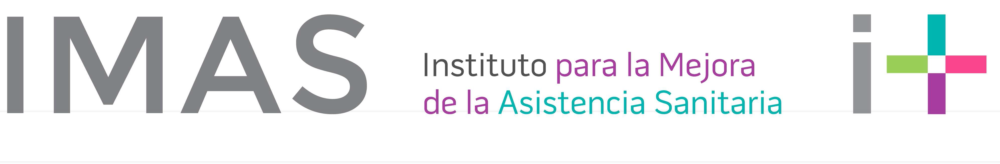 IMAS
Instituto para la Mejora
de la Asistencia Sanitaria
i+